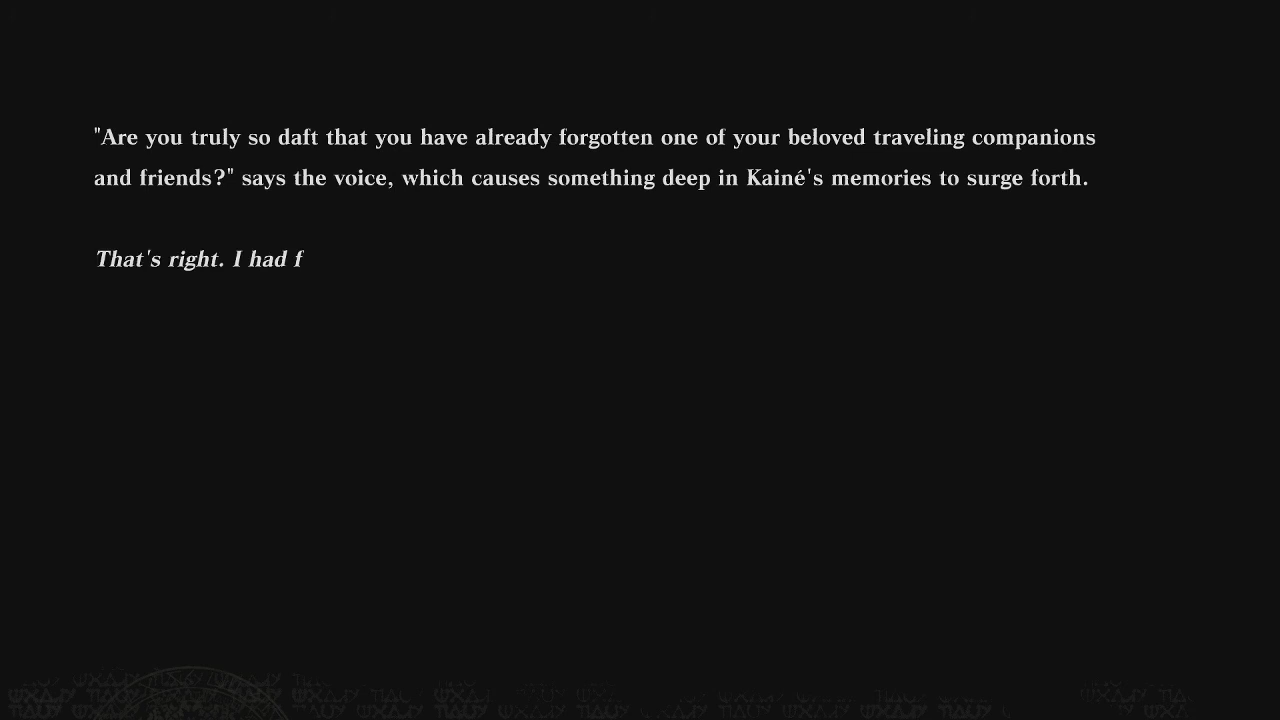 "Are you truly so daft that you have already forgotten one of your beloved traveling companions
and friends?" says the voice, which causes something deep in Kainé's memories to surge forth.
That's right. I had f